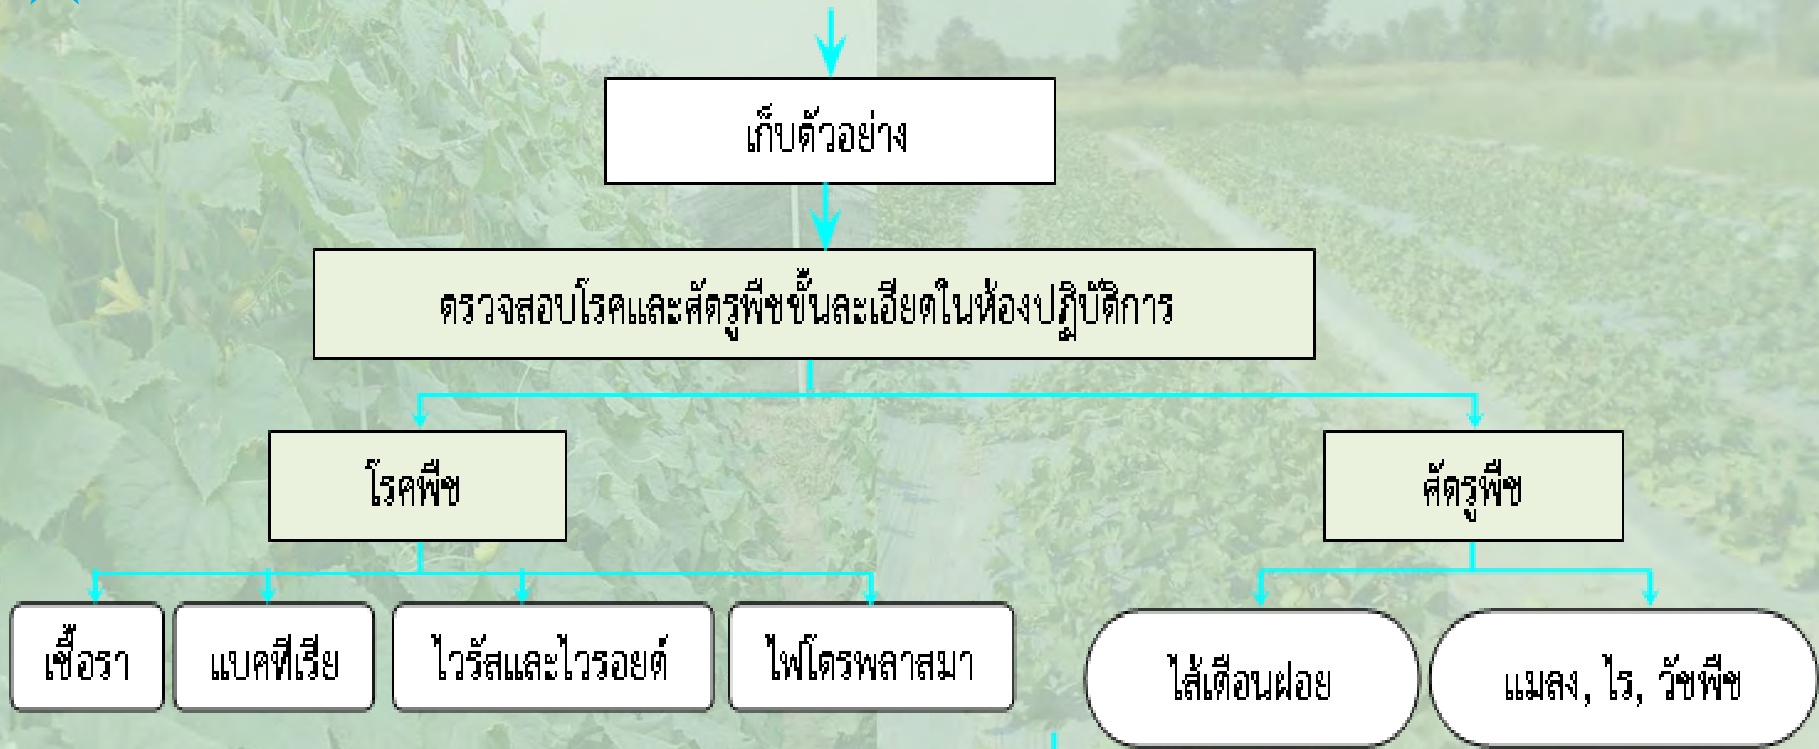 เก็บตัวอย่าง
ตรวจสอบโรคและศัตรูพืชขั้นละเอียดในห้องปฏิบัติการ
โรคพืช
ศัตรูพืช
เชื้อรา
แบคทีเรีย
ไวรัสและไวรอยด์
ไฟโตรพลาสมา
ไส้เดือนฝอย
แมลง, ไร, วัชพืช